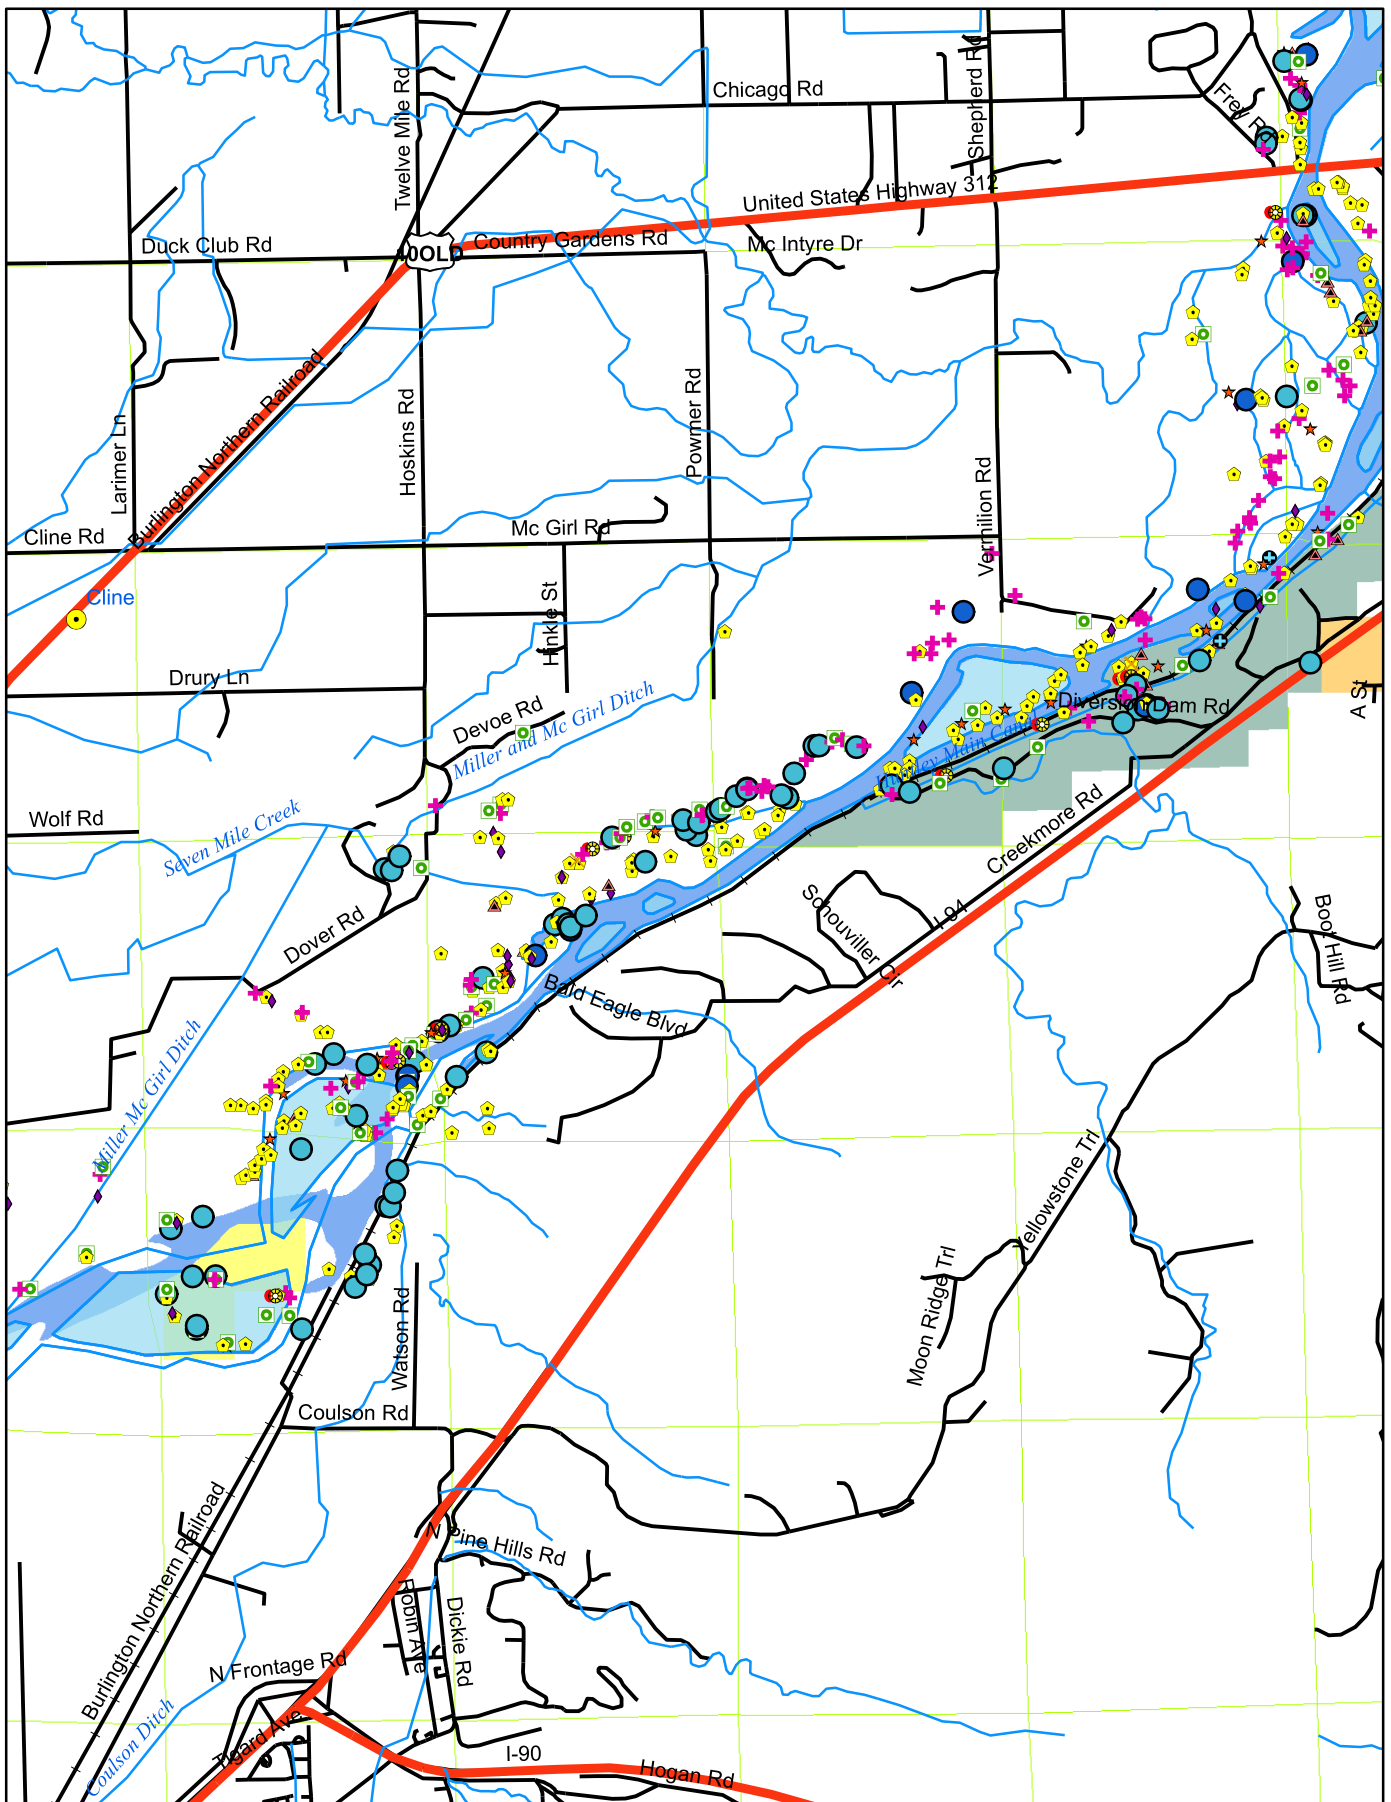 Chicago Rd
Twelve Mile Rd
Shepherd Rd
Frey R
United States Highway 312
Duck Club Rd
Country Gardens Rd
Mc Intyre Dr
10OLD
Burlington Northern Railroad
Larimer Ln
Hoskins Rd
Powmer Rd
Vermilion Rd
Cline Rd
Mc Girl Rd
Cline
Hinkle St
Drury Ln
Devoe Rd
Miller and Mc Girl Ditch
Diversion Dam Rd
A St
Main
Wolf Rd
Seven Mile Creek
Creekmore Rd
Schouviller Cir
I-94
Boot Hill Rd
Dover Rd
Bald Eagle Blvd
Miller Mc Girl Ditch
Yellowstone Trl
Moon Ridge Trl
Watson Rd
Coulson Rd
Burlington Northern Railroad
N Pine Hills Rd
Robin Ave
Dickie Rd
N Frontage Rd
Coulson Ditch
Tigard Ave
I-90
Hogan Rd